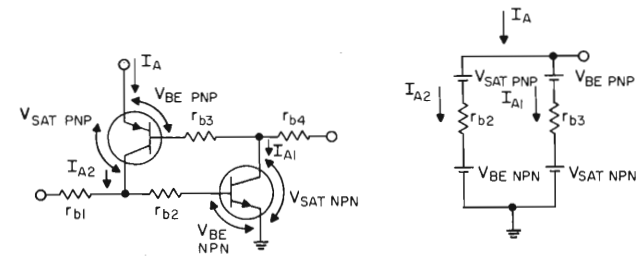 I_A
V_BE PNP
V_SAT PNP
r_b3
r_b4
I_A2
I_A1
r_b1
r_b2
V_SAT NPN
V_BE NPN
I_A
V_SAT PNP
V_BE PNP
I_A2
I_A1
r_b2
r_b3
V_BE NPN
V_SAT NPN